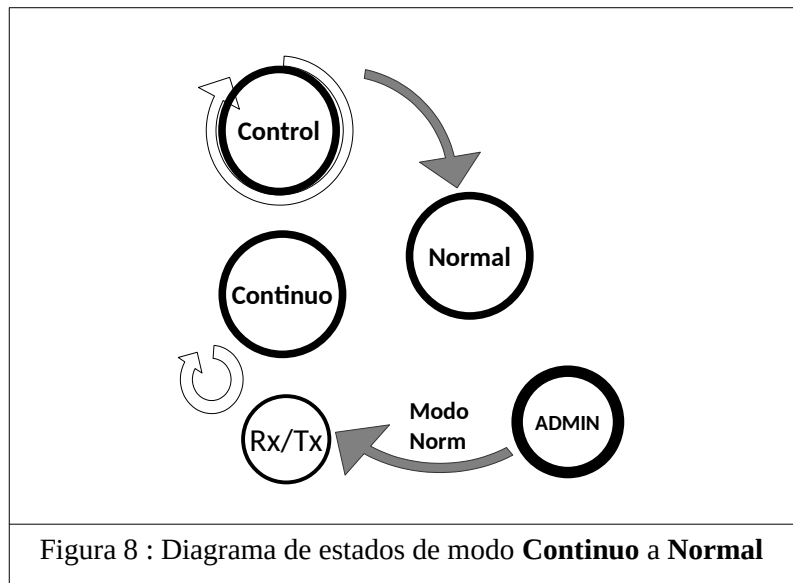 Control
Normal
Continuo
Modo
Norm
ADMIN
Rx/Tx
Figura 8 : Diagrama de estados de modo Continuo a Normal